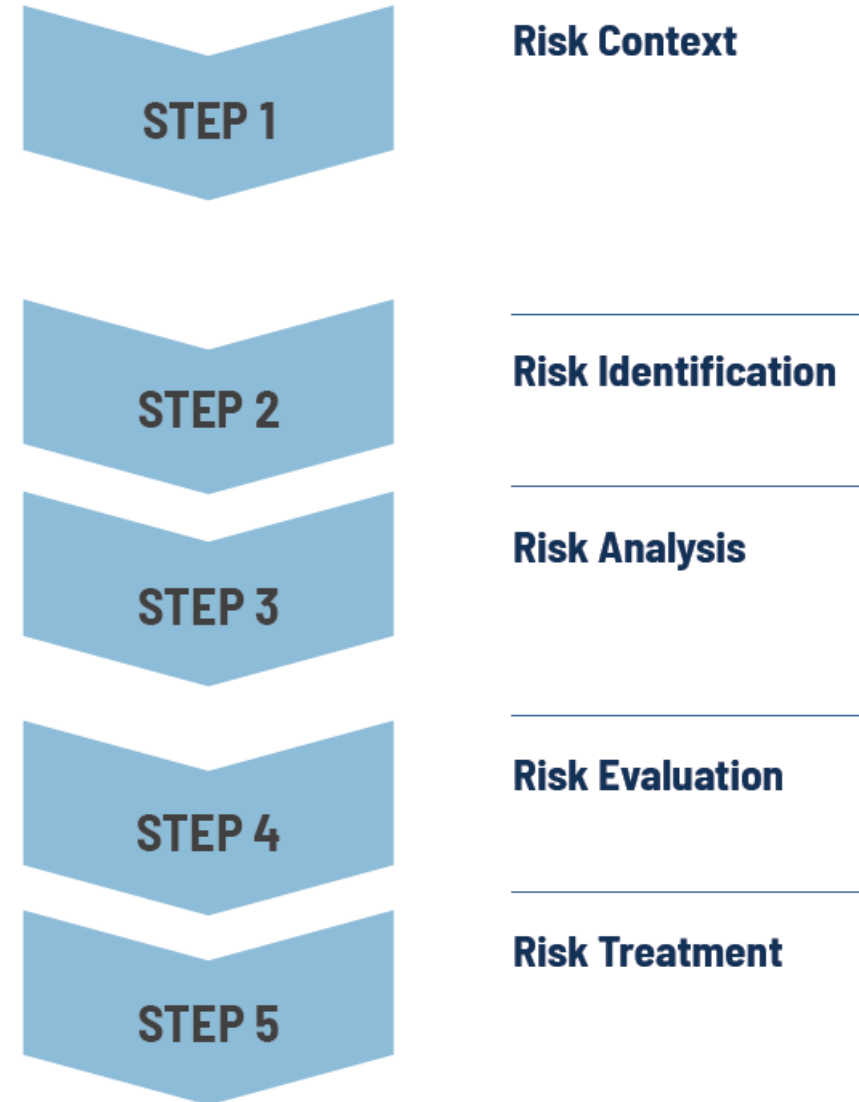 STEP 1
Risk Context
STEP 2
Risk Identification
STEP 3
Risk Analysis
STEP 4
Risk Evaluation
STEP 5
Risk Treatment